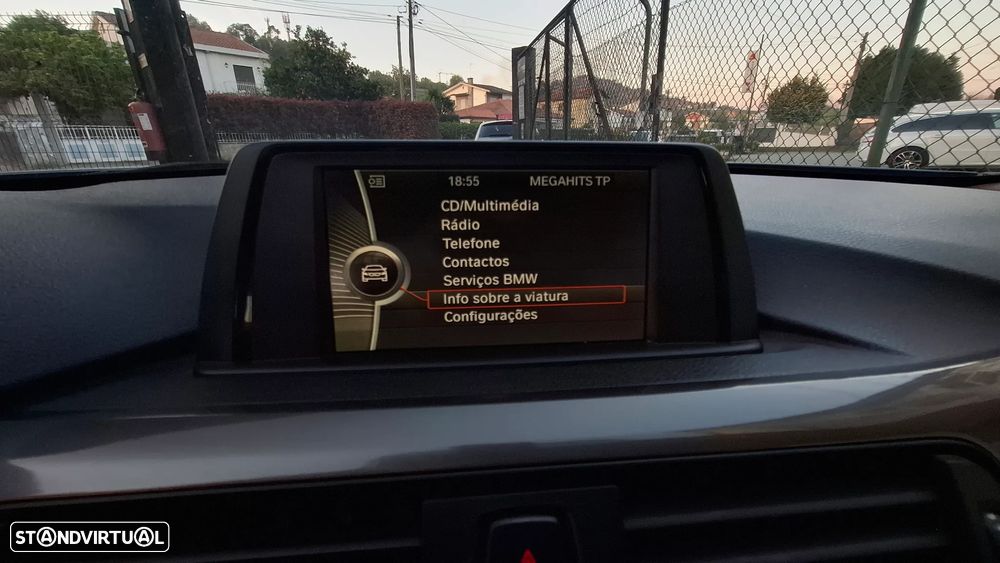 18:55 MEGAHITS TP
CD/Multimédia
Rádio
Telefone
Contactos
Serviços BMW
Info sobre a viatura
Configurações
STANDVIRTUAL